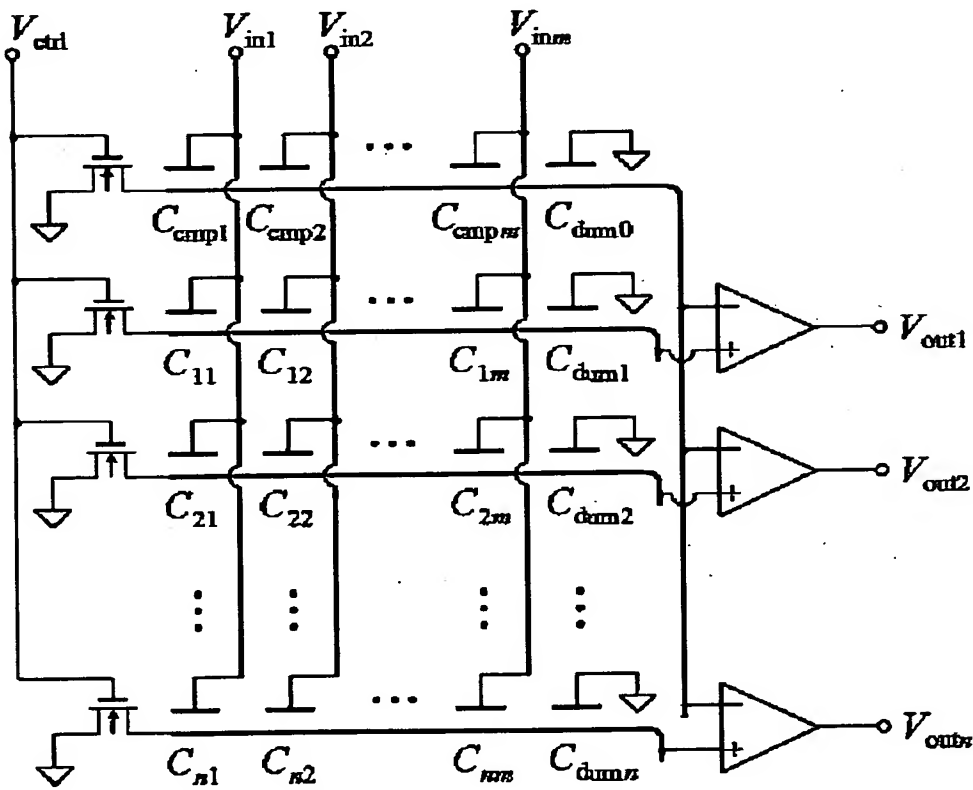 V_ctrl V_in1 V_in2 V_inm
C_cmp1 C_cmp2 ... C_cmpm C_dum0
C_11 C_12 ... C_1m C_dum1
− + V_out1
C_21 C_22 ... C_2m C_dum2
− + V_out2
C_n1 C_n2 ... C_nm C_dumn
− + V_outn